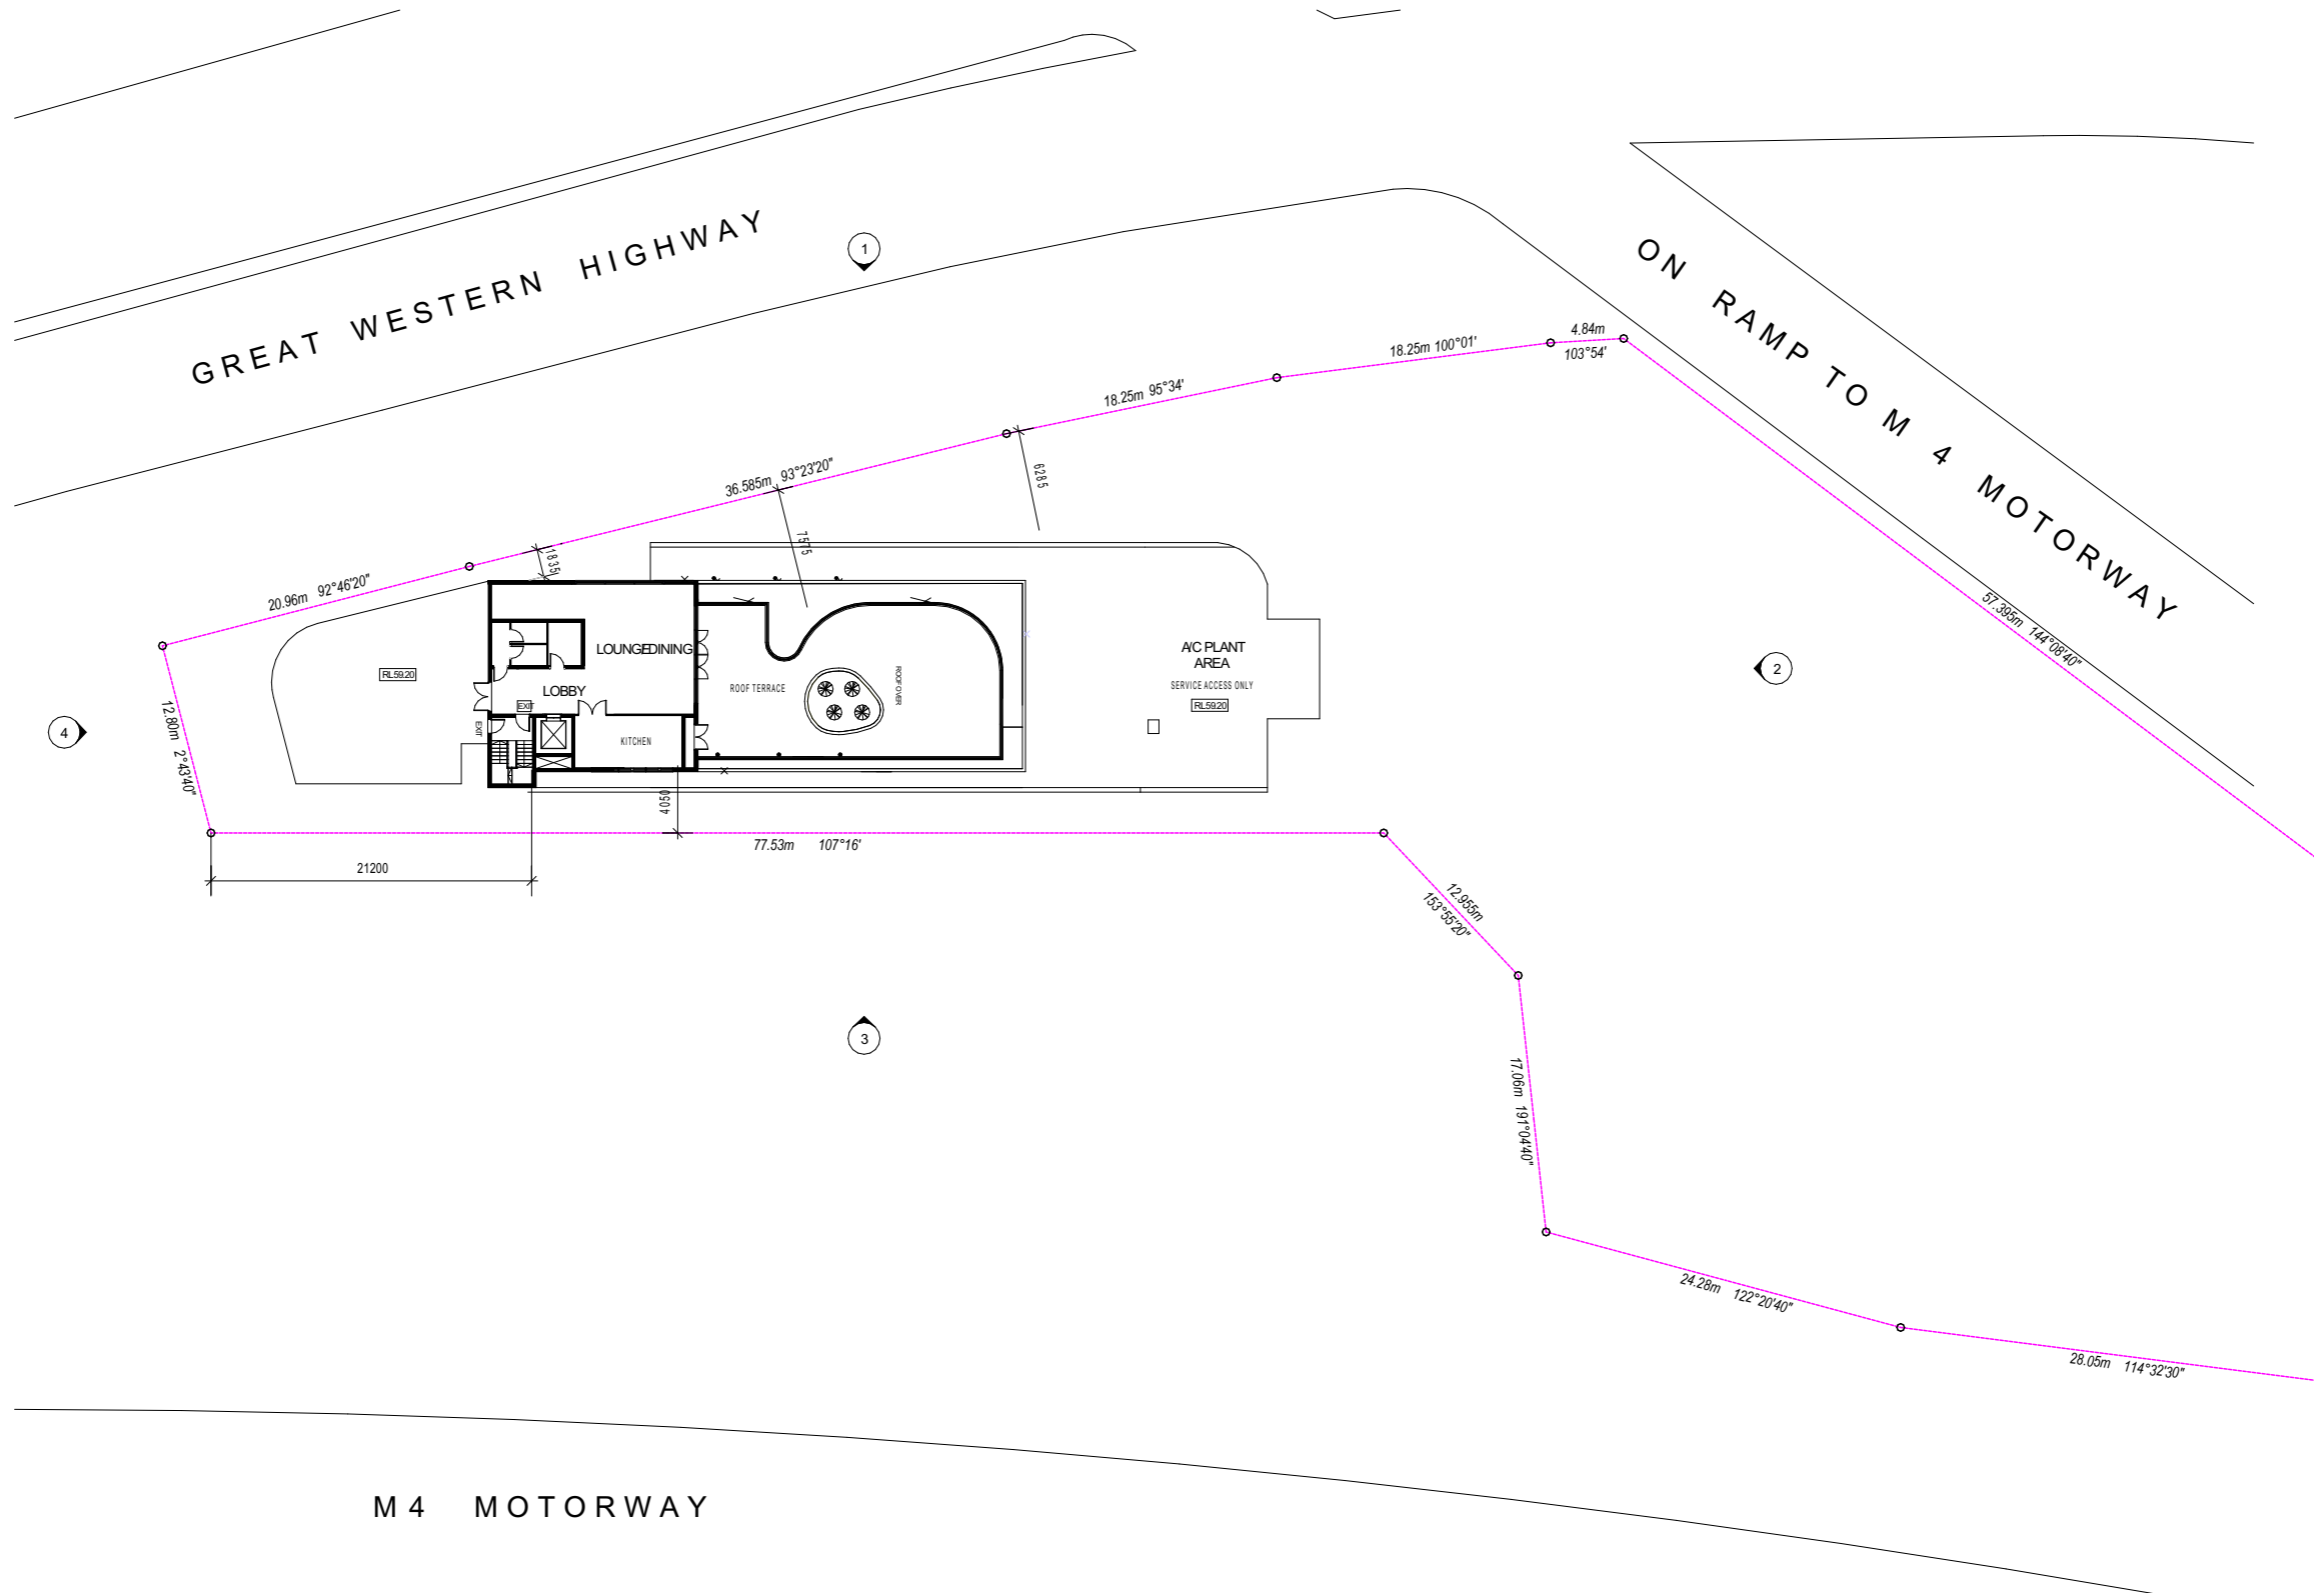 GREAT WESTERN HIGHWAY
1
ON RAMP TO M 4 MOTORWAY
4.84m
103°54'
18.25m 100°01'
18.25m 95°34'
36.585m 93°23'20"
6285
7575
1835
20.96m 92°46'20"
57.395m 144°08'40"
LOUNGE/DINING
A/C PLANT
AREA
SERVICE ACCESS ONLY
RL59.20
RL59.20
ROOF TERRACE
ROOF OVER
LOBBY
EXIT
EXIT
KITCHEN
2
4
12.80m 2°43'40"
4050
77.53m 107°16'
21200
12.955m
153°55'20"
3
17.06m 191°04'40"
24.28m 122°20'40"
28.05m 114°32'30"
M4 MOTORWAY